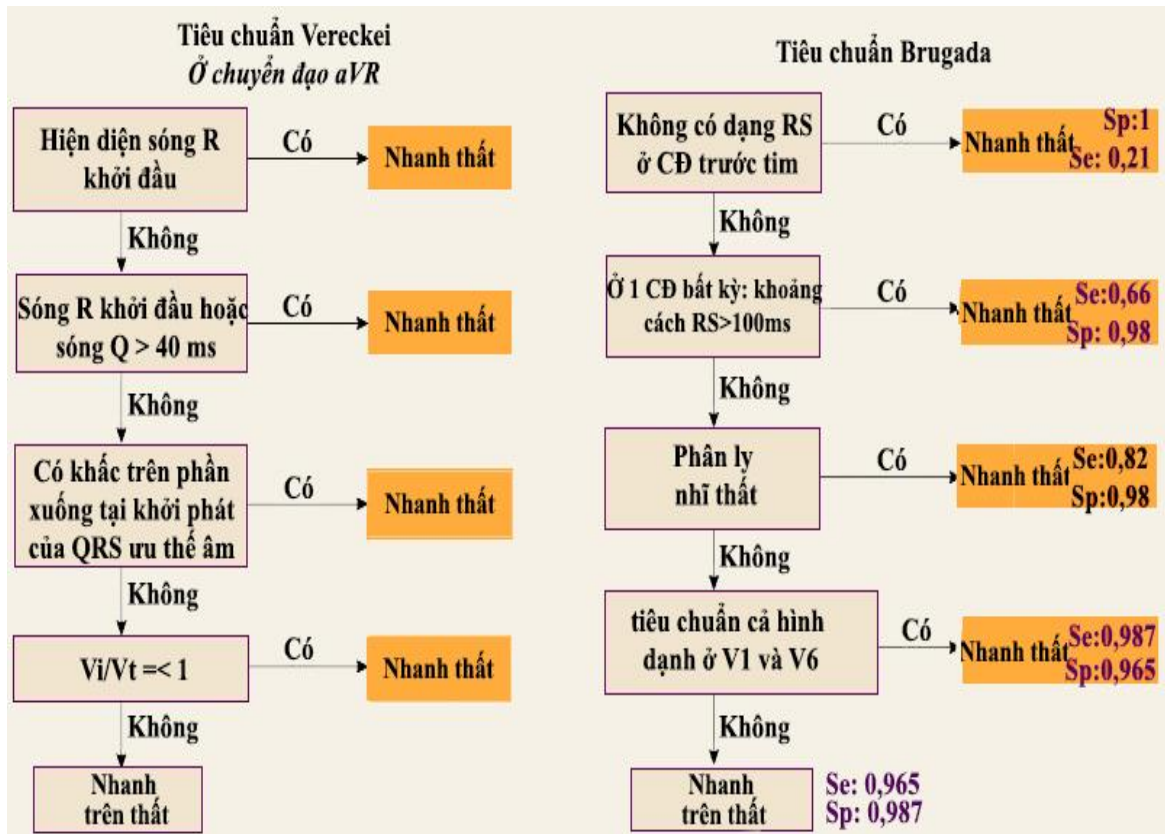 Tiêu chuẩn Vereckei
Ở chuyển đạo aVR
Hiện diện sóng R
khởi đầu
Có
Nhanh thất
Không
Sóng R khởi đầu hoặc
sóng Q > 40 ms
Có
Nhanh thất
Không
Có khấc trên phần
xuống tại khởi phát
của QRS ưu thế âm
Có
Nhanh thất
Không
Vi/Vt =< 1
Có
Nhanh thất
Không
Nhanh
trên thất
Tiêu chuẩn Brugada
Không có dạng RS
ở CĐ trước tim
Có
Nhanh thất
Sp:1
Se: 0,21
Không
Ở 1 CĐ bất kỳ: khoảng
cách RS>100ms
Có
Nhanh thất
Se:0,66
Sp: 0,98
Không
Phân ly
nhĩ thất
Có
Nhanh thất
Se:0,82
Sp:0,98
Không
tiêu chuẩn cả hình
dạnh ở V1 và V6
Có
Nhanh thất
Se:0,987
Sp:0,965
Không
Nhanh
trên thất
Se: 0,965
Sp: 0,987